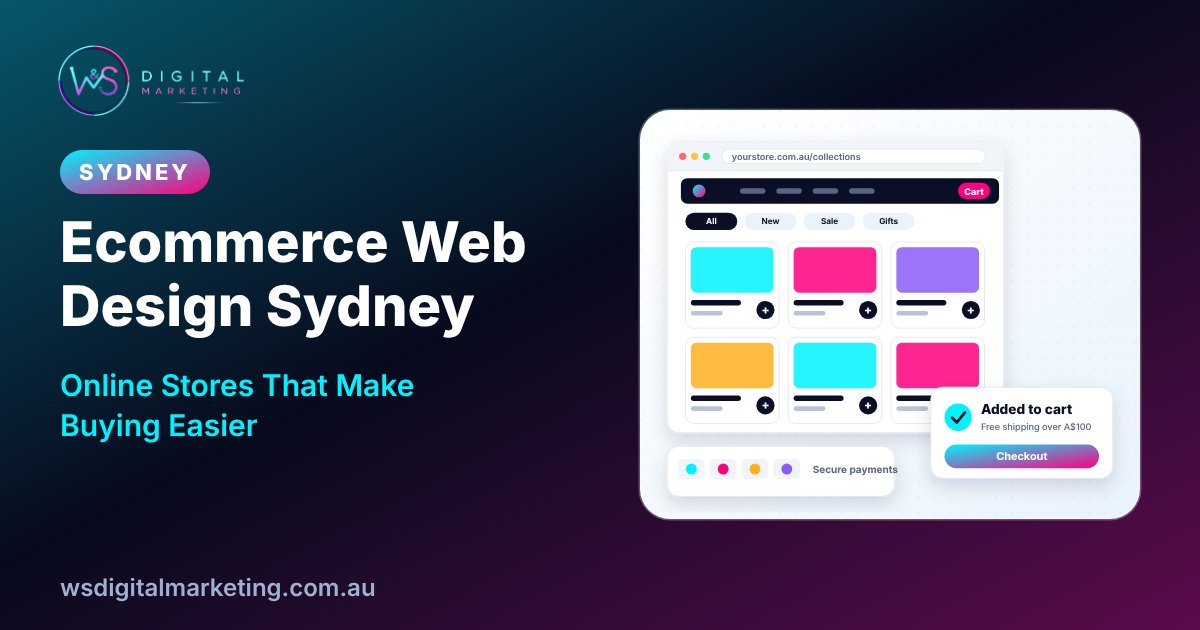 W&S DIGITAL
MARKETING
SYDNEY
Ecommerce Web
Design Sydney
Online Stores That Make
Buying Easier
wsdigitalmarketing.com.au
yourstore.com.au/collections
Cart
All New Sale Gifts
Added to cart
Free shipping over A$100
Checkout
Secure payments